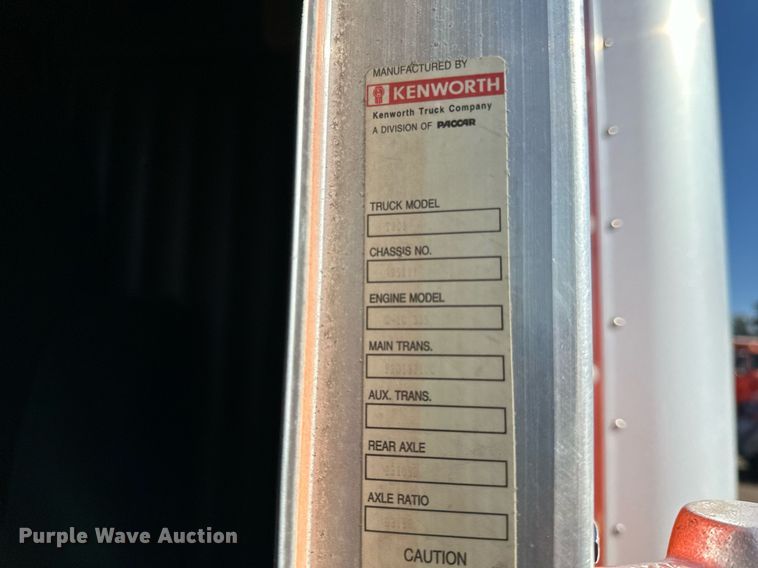 MANUFACTURED BY
KENWORTH
Kenworth Truck Company
A DIVISION OF PACCAR
TRUCK MODEL
CHASSIS NO.
ENGINE MODEL
MAIN TRANS.
AUX. TRANS.
REAR AXLE
AXLE RATIO
CAUTION
Purple Wave Auction